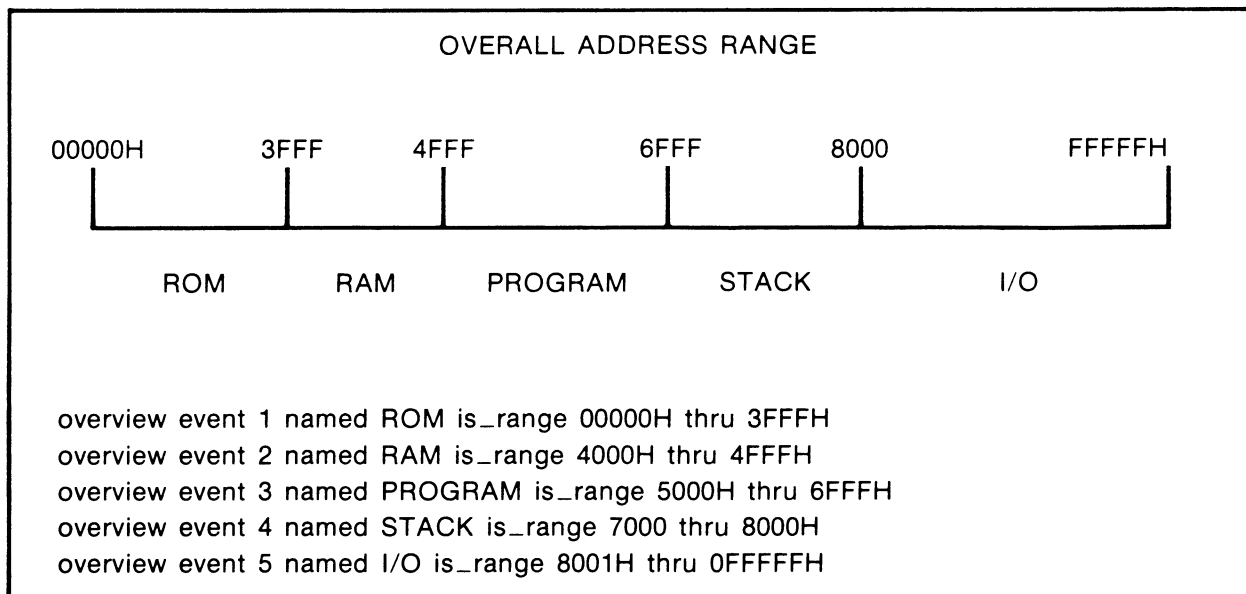 OVERALL ADDRESS RANGE
00000H 3FFF 4FFF 6FFF 8000 FFFFFH
ROM RAM PROGRAM STACK I/O
overview event 1 named ROM is_range 00000H thru 3FFFH
overview event 2 named RAM is_range 4000H thru 4FFFH
overview event 3 named PROGRAM is_range 5000H thru 6FFFH
overview event 4 named STACK is_range 7000 thru 8000H
overview event 5 named I/O is_range 8001H thru 0FFFFFH